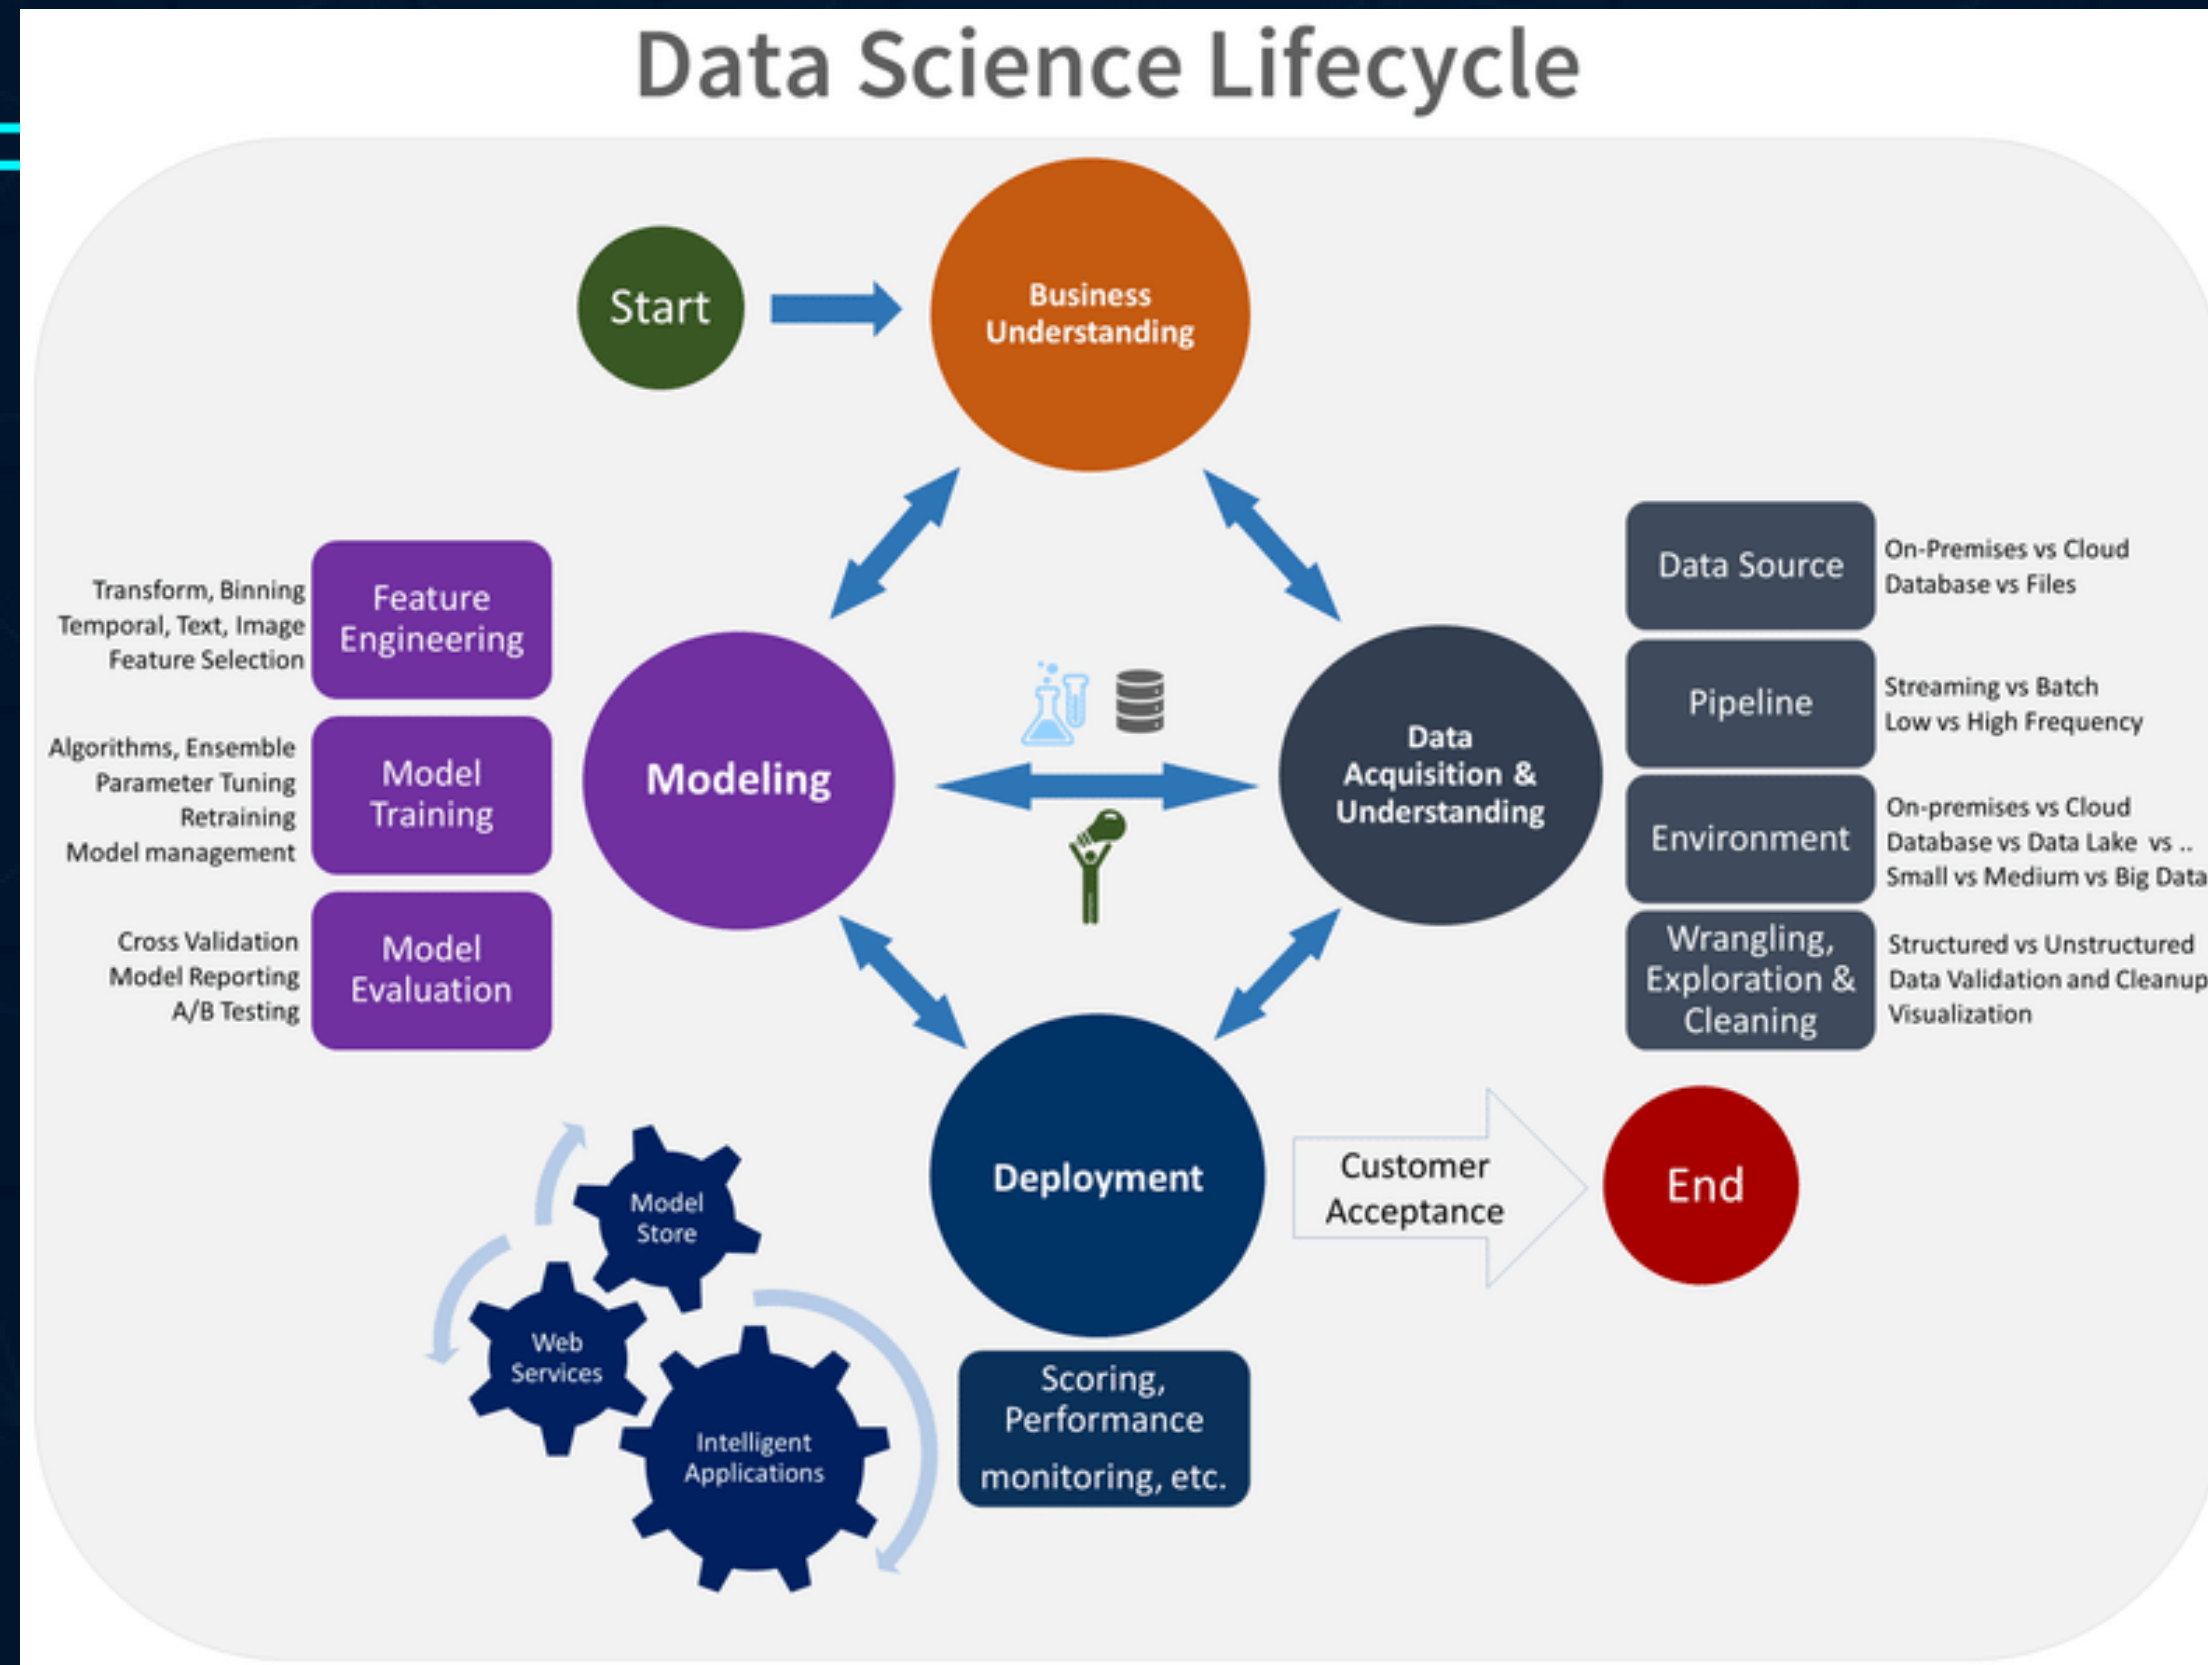 Data Science Lifecycle
Start
Business
Understanding
Transform, Binning
Temporal, Text, Image
Feature Selection
Feature
Engineering
Algorithms, Ensemble
Parameter Tuning
Retraining
Model management
Model
Training
Cross Validation
Model Reporting
A/B Testing
Model
Evaluation
Modeling
Data
Acquisition &
Understanding
Data Source
On-Premises vs Cloud
Database vs Files
Pipeline
Streaming vs Batch
Low vs High Frequency
Environment
On-premises vs Cloud
Database vs Data Lake vs ..
Small vs Medium vs Big Data
Wrangling,
Exploration &
Cleaning
Structured vs Unstructured
Data Validation and Cleanup
Visualization
Deployment
Customer
Acceptance
End
Model
Store
Web
Services
Intelligent
Applications
Scoring,
Performance
monitoring, etc.